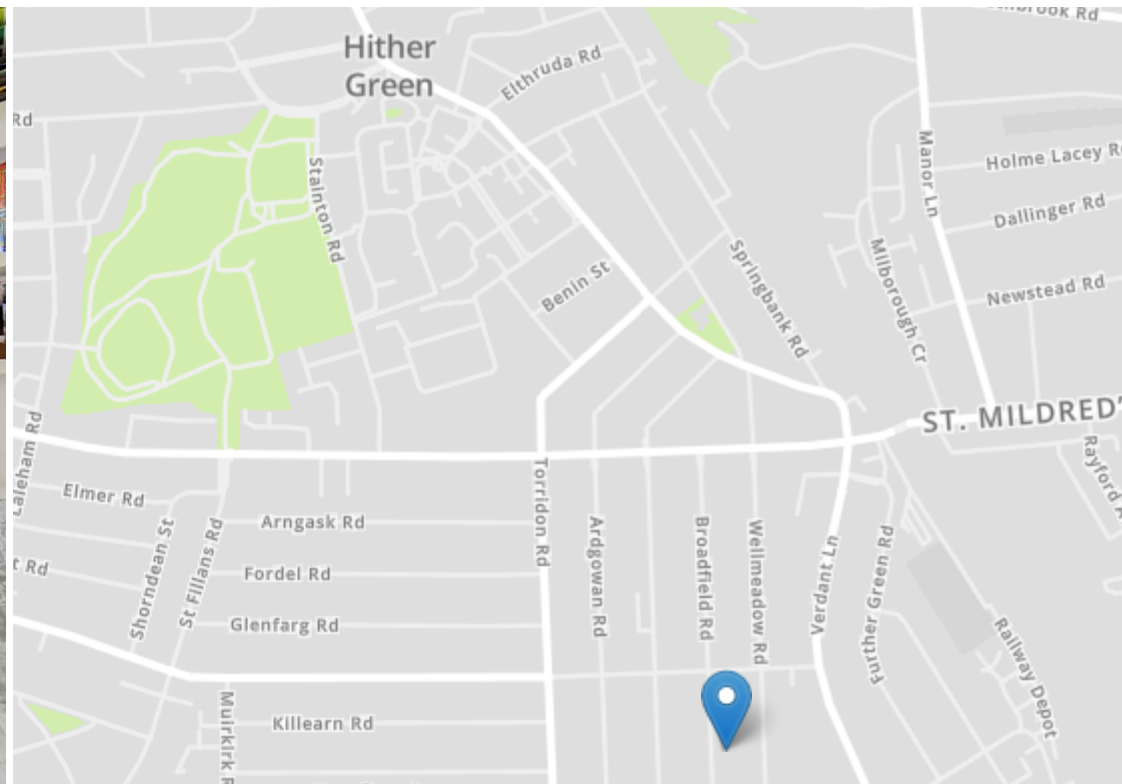 Hither
Green
Elthruda Rd
Rd
Stainton Rd
Manor Ln
Holme Lacey
Dallinger Rd
Milborough Cr
Springbank Rd
Benin St
Newstead Rd
ST. MILDRED'
Rayford
Laleham Rd
Elmer Rd
Shorndean St
St Fillans Rd
Arngask Rd
Torridon Rd
Ardgowan Rd
Broadfield Rd
Wellmeadow Rd
Verdant Ln
Further Green Rd
Fordel Rd
t Rd
Glenfarg Rd
Railway Depot
Muirkirk
Killearn Rd